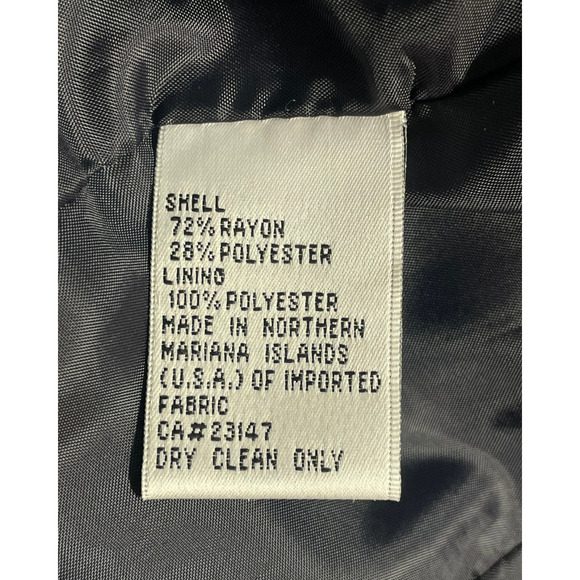 SHELL
72% RAYON
28% POLYESTER
LINING
100% POLYESTER
MADE IN NORTHERN
MARIANA ISLANDS
(U.S.A.) OF IMPORTED
FABRIC
CA#23147
DRY CLEAN ONLY